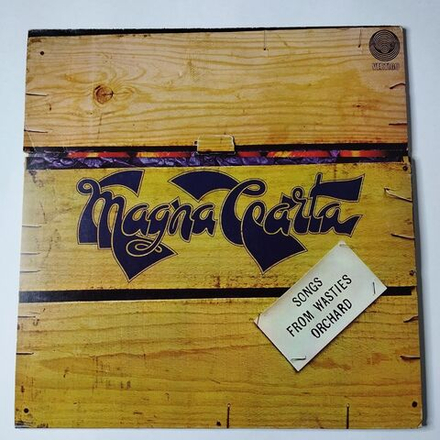 VERTIGO
Magna Carta
SONGS
FROM WASTIES
ORCHARD